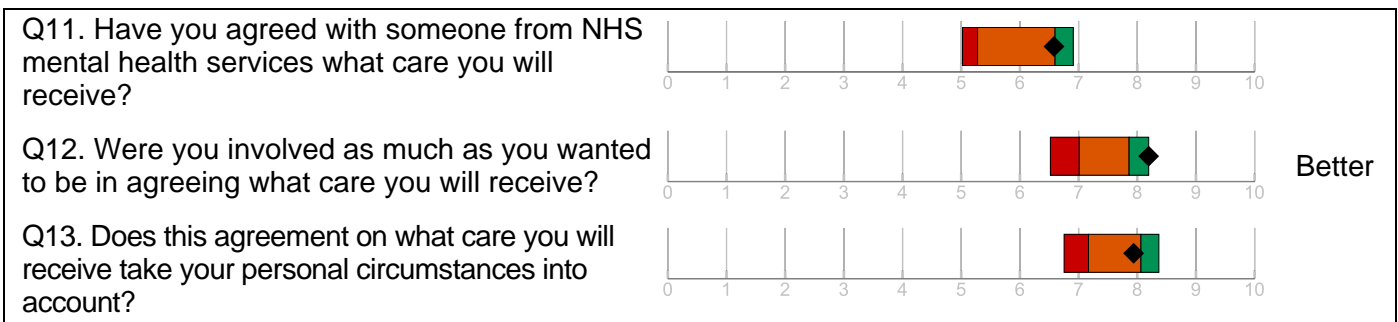 Q11. Have you agreed with someone from NHS
mental health services what care you will
receive?
0 1 2 3 4 5 6 7 8 9 10
Q12. Were you involved as much as you wanted
to be in agreeing what care you will receive?
Better
0 1 2 3 4 5 6 7 8 9 10
Q13. Does this agreement on what care you will
receive take your personal circumstances into
account?
0 1 2 3 4 5 6 7 8 9 10